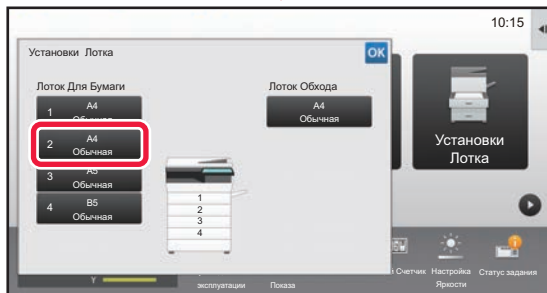 10:15
Установки Лотка
OK
Лоток Для Бумаги
Лоток Обхода
1 A4
Обычная
A4
Обычная
2 A4
Обычная
3 A5
Обычная
4 B5
Обычная
1
2
3
4
Установки
Лотка
Y
эксплуатации
Показа
й Счетчик
Настройка
Яркости
Статус задания